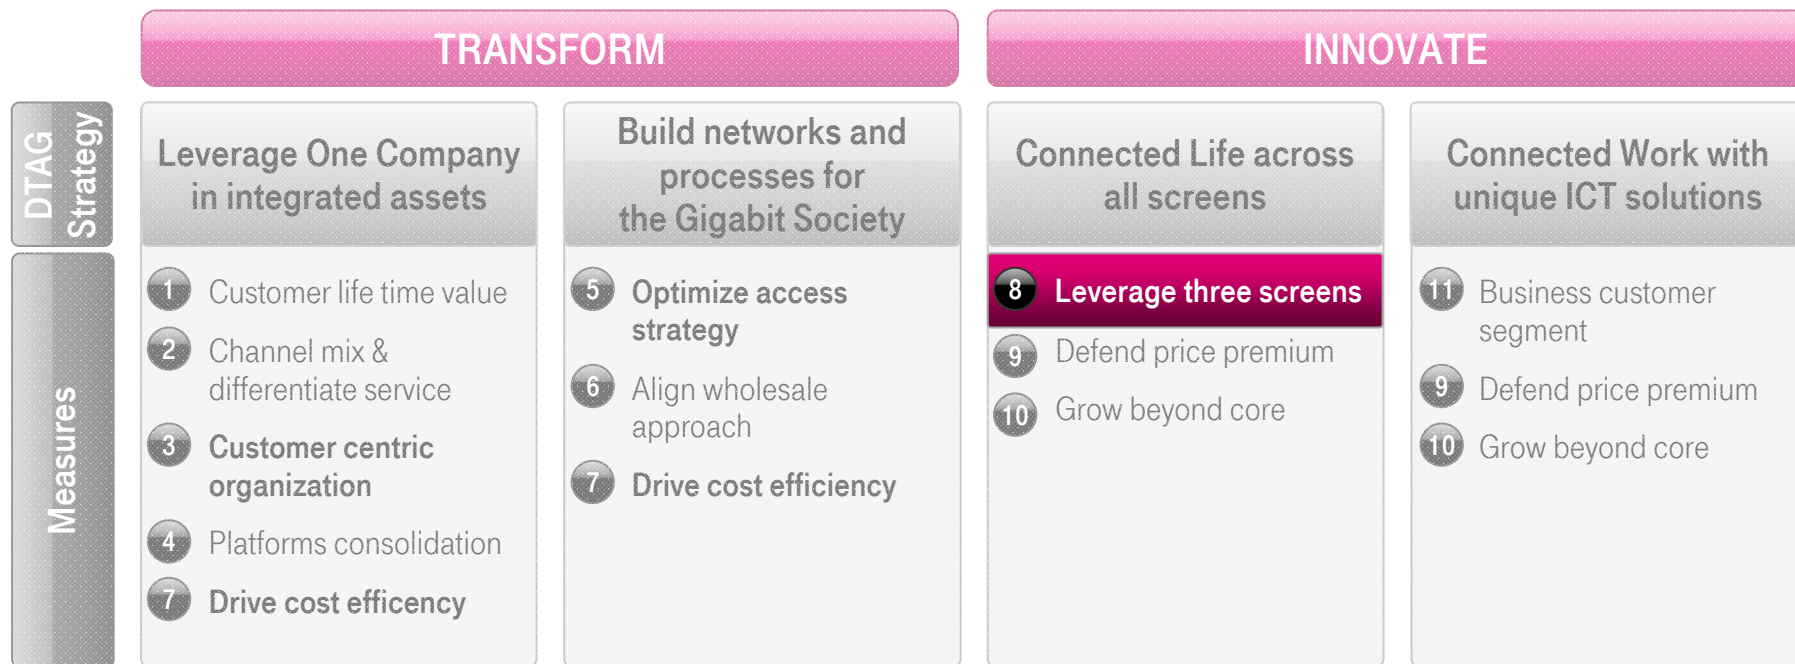 TRANSFORM
INNOVATE
DTAG
Strategy
Leverage One Company
in integrated assets
Build networks and
processes for
the Gigabit Society
Connected Life across
all screens
Connected Work with
unique ICT solutions
Measures
1 Customer life time value
2 Channel mix &
differentiate service
3 Customer centric
organization
4 Platforms consolidation
7 Drive cost efficency
5 Optimize access
strategy
6 Align wholesale
approach
7 Drive cost efficiency
8 Leverage three screens
9 Defend price premium
10 Grow beyond core
11 Business customer
segment
9 Defend price premium
10 Grow beyond core